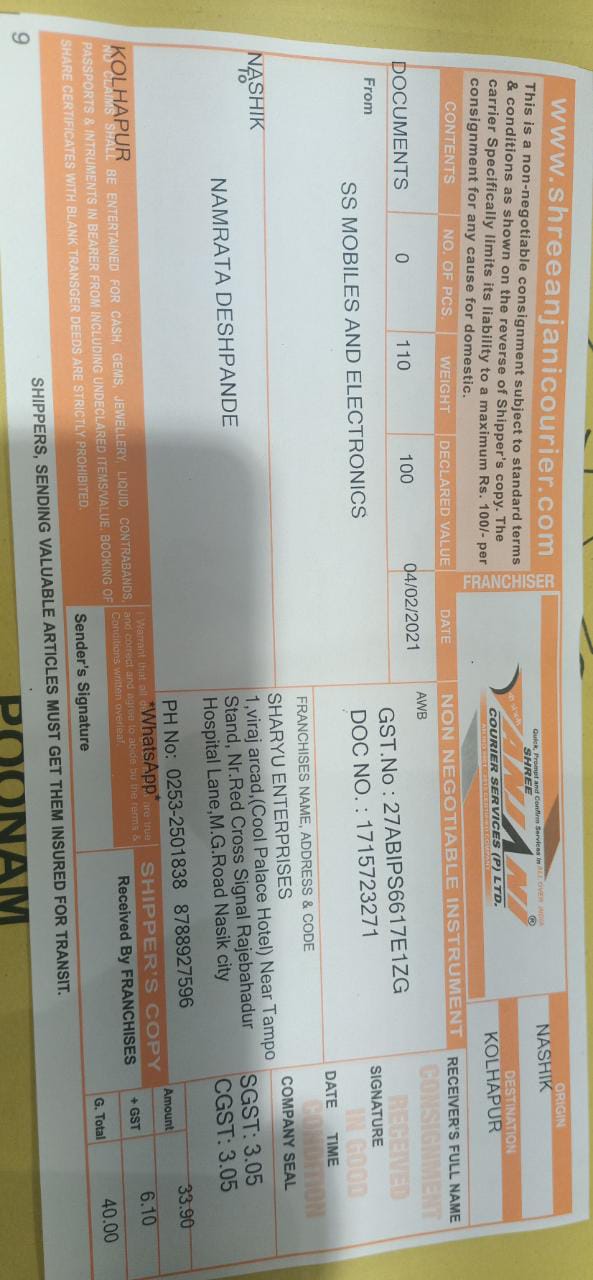 www.shreeanjanicourier.com
This is a non-negotiable consignment subject to standard terms
& conditions as shown on the reverse of Shipper's copy. The
carrier Specifically limits its liability to a maximum Rs. 100/- per
consignment for any cause for domestic.
FRANCHISER
Quick, Prompt and Confirm Services in ALL OVER INDIA
SHREE
ANJANI®
COURIER SERVICES (P) LTD.
ORIGIN
NASHIK
DESTINATION
KOLHAPUR
CONTENTS NO. OF PCS. WEIGHT DECLARED VALUE DATE
DOCUMENTS 0 110 100 04/02/2021
NON NEGOTIABLE INSTRUMENT
AWB
GST.No : 27ABIPS6617E1ZG
DOC NO. : 1715723271
From
SS MOBILES AND ELECTRONICS
NASHIK
To
NAMRATA DESHPANDE
KOLHAPUR
FRANCHISES NAME, ADDRESS & CODE
SHARYU ENTERPRISES
1,viraj arcad,(Cool Palace Hotel) Near Tampo
Stand, Nr.Red Cross Signal Rajebahadur
Hospital Lane,M.G.Road Nasik city
PH No: 0253-2501838 8788927596
*WhatsApp*
RECEIVER'S FULL NAME
CONSIGNMENT
RECEIVED
IN GOOD
CONDITION
SIGNATURE
DATE TIME
COMPANY SEAL
SGST: 3.05
CGST: 3.05
Amount 33.90
+ GST 6.10
G. Total 40.00
NO CLAIMS SHALL BE ENTERTAINED FOR CASH, GEMS, JEWELLERY, LIQUID, CONTRABANDS,
PASSPORTS & INTRUMENTS IN BEARER FROM INCLUDING UNDECLARED ITEMS/VALUE. BOOKING OF
SHARE CERTIFICATES WITH BLANK TRANSGER DEEDS ARE STRICTLY PROHIBITED.
I Warrant that all are true
and correct and agree to abide bu the terms &
Conditions written overleaf.
Sender's Signature
SHIPPER'S COPY
Received By FRANCHISES
SHIPPERS, SENDING VALUABLE ARTICLES MUST GET THEM INSURED FOR TRANSIT.
9
POONAM